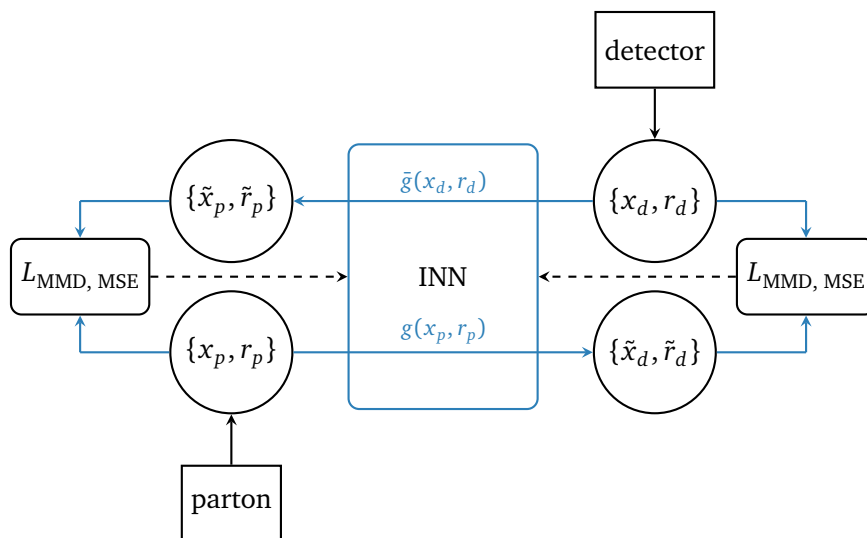 detector
{x̃_p, r̃_p}
ḡ(x_d, r_d)
{x_d, r_d}
L_MMD, MSE
INN
L_MMD, MSE
{x_p, r_p}
g(x_p, r_p)
{x̃_d, r̃_d}
parton